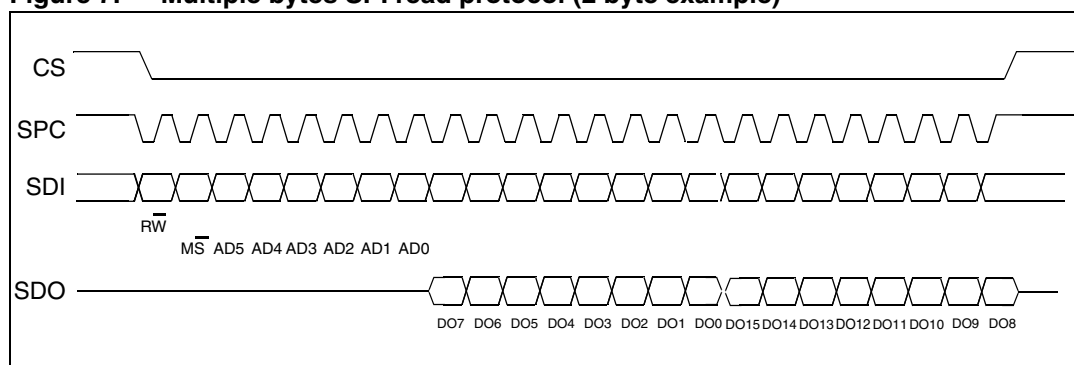 Figure 7. Multiple bytes SPI read protocol (2 byte example)
CS
SPC
SDI
RW
MS AD5 AD4 AD3 AD2 AD1 AD0
SDO
DO7 DO6 DO5 DO4 DO3 DO2 DO1 DO0 DO15 DO14 DO13 DO12 DO11 DO10 DO9 DO8